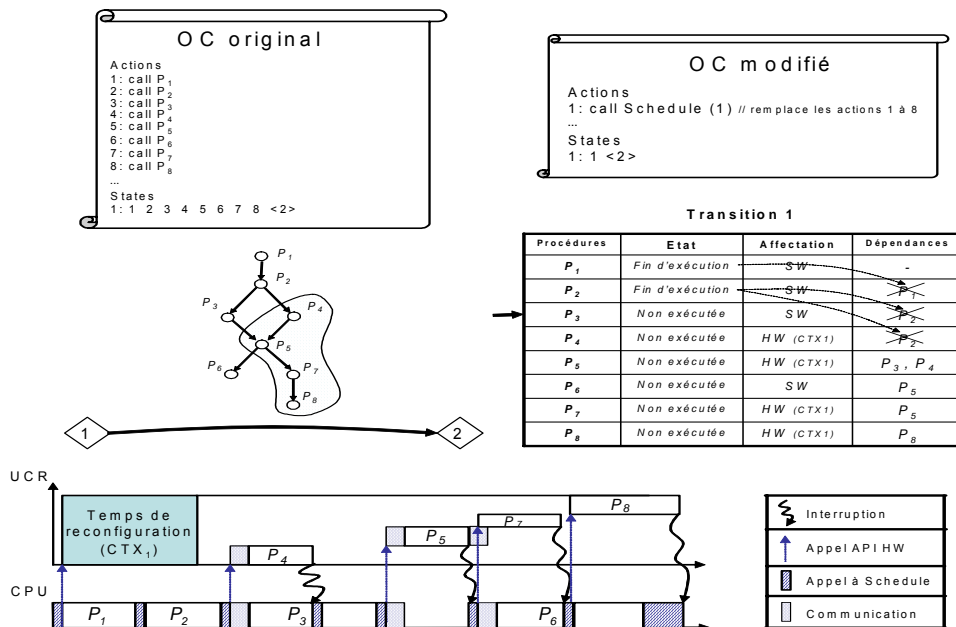 OC original
Actions
1: call P1
2: call P2
3: call P3
4: call P4
5: call P5
6: call P6
7: call P7
8: call P8
...
States
1: 1 2 3 4 5 6 7 8 <2>
OC modifié
Actions
1: call Schedule (1) // remplace les actions 1 à 8
...
States
1: 1 <2>
P1
P2
P3
P4
P5
P6
P7
P8
1
2
Transition 1
Procédures Etat Affectation Dépendances
P1 Fin d'exécution SW -
P2 Fin d'exécution SW P1
P3 Non exécutée SW P2
P4 Non exécutée HW (CTX1) P2
P5 Non exécutée HW (CTX1) P3 , P4
P6 Non exécutée SW P5
P7 Non exécutée HW (CTX1) P5
P8 Non exécutée HW (CTX1) P8
UCR
Temps de
reconfiguration
(CTX1)
P4
P5
P7
P8
CPU
P1
P2
P3
P6
Interruption
Appel API HW
Appel à Schedule
Communication